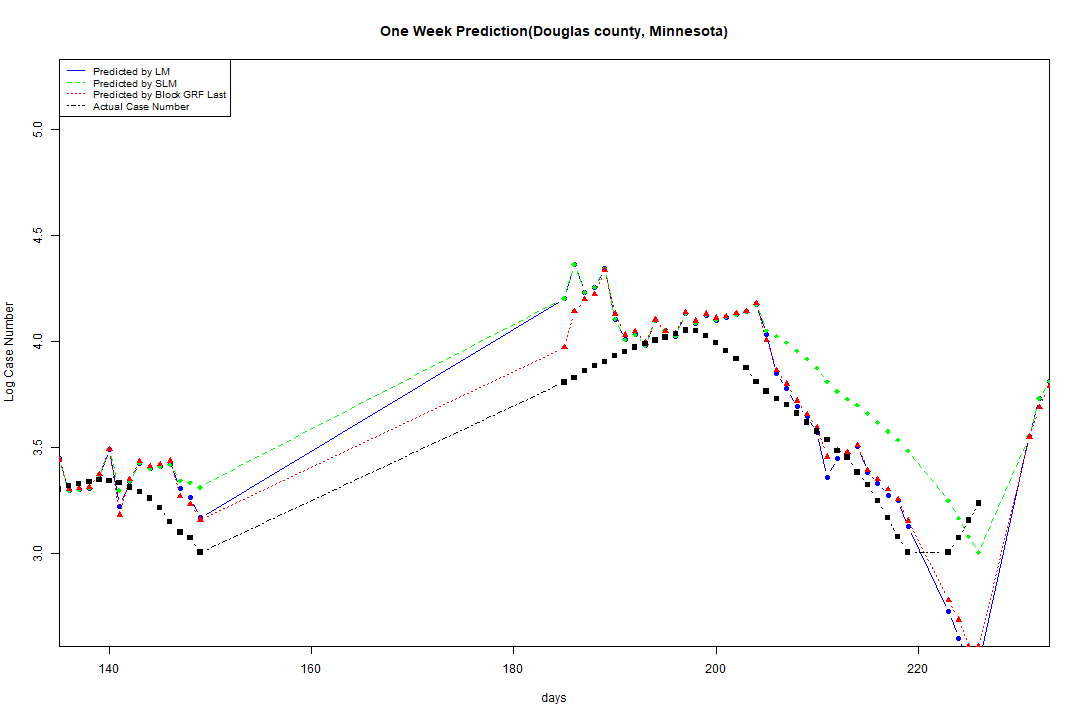 One Week Prediction(Douglas county, Minnesota)
Predicted by LM
Predicted by SLM
Predicted by Block GRF Last
Actual Case Number
5.0
4.5
4.0
3.5
3.0
Log Case Number
140 160 180 200 220
days